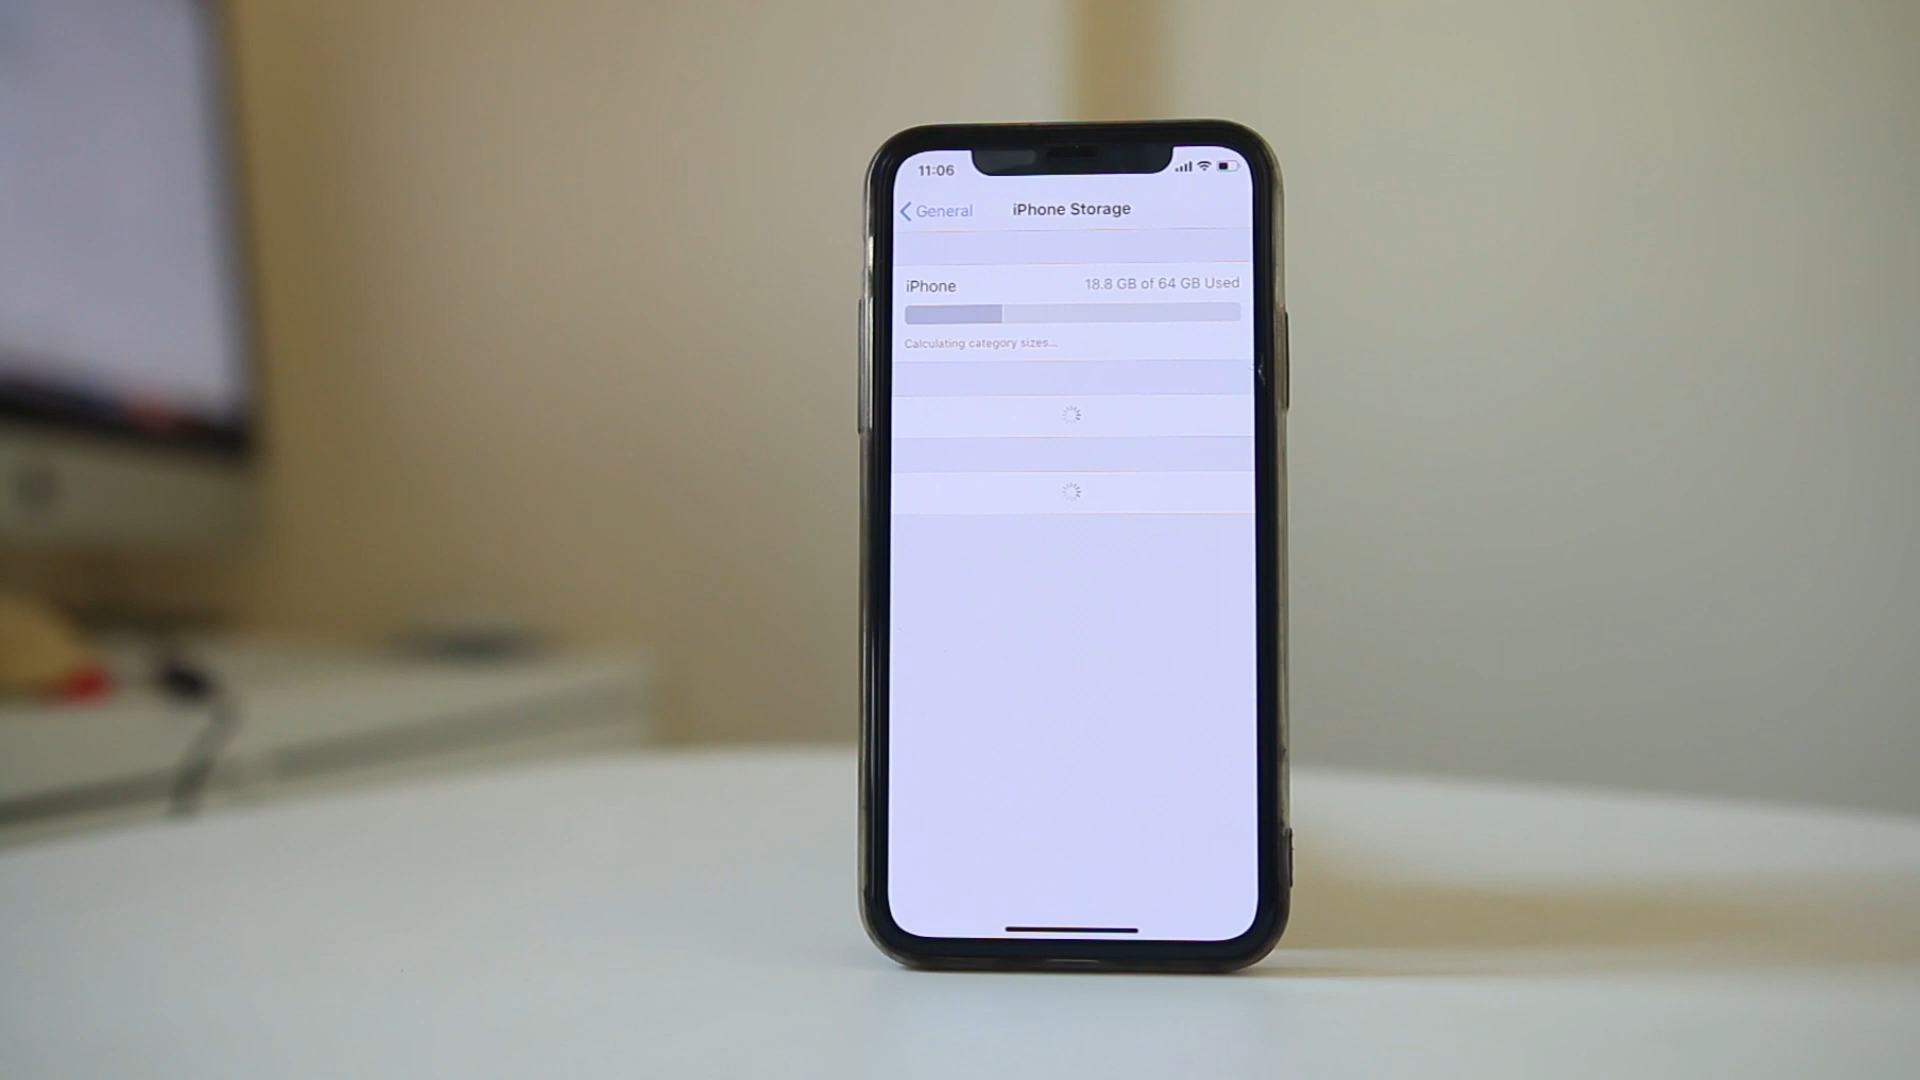 11:06
General
iPhone Storage
iPhone
18.8 GB of 64 GB Used
Calculating category sizes...